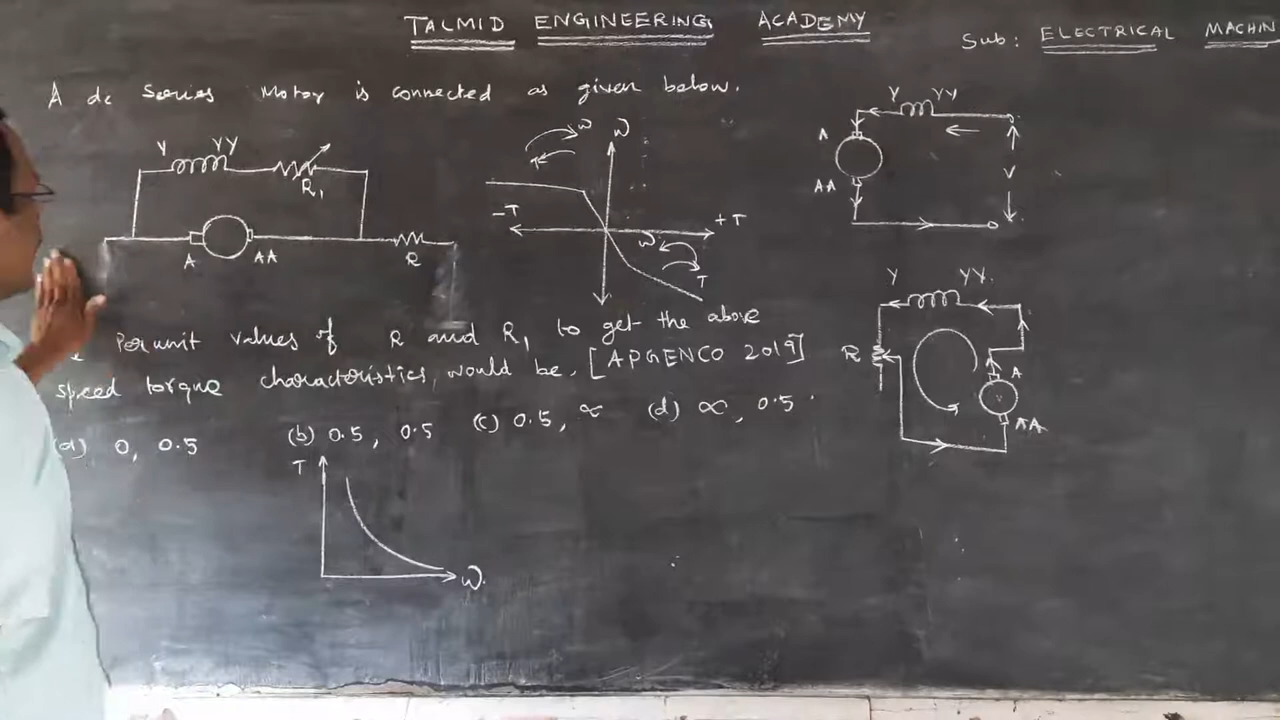 TALMID ENGINEERING ACADEMY
Sub: ELECTRICAL MACHIN
A dc Series Motor is connected as given below.
Y YY
R1
A AA
R
ω
ω
-T
+T
ω
T
Y YY
A
AA
V
Y YY
R
A
AA
Per unit values of R and R1 to get the above
speed torque characteristics, would be. [APGENCO 2019]
(a) 0, 0.5 (b) 0.5, 0.5 (c) 0.5, ∞ (d) ∞, 0.5
T
ω